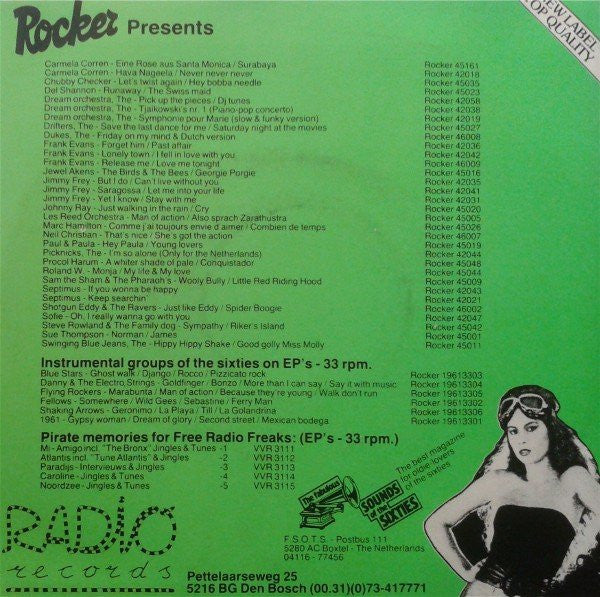 Rocker Presents
NEW LABEL
TOP QUALITY
Carmela Corren - Eine Rose aus Santa Monica / Surabaya Rocker 45161
Carmela Corren - Hava Nageela / Never never never Rocker 42018
Chubby Checker - Let's twist again / Hey bobba needle Rocker 45035
Del Shannon - Runaway / The Swiss maid Rocker 45023
Dream orchestra, The - Pick up the pieces / Dj tunes Rocker 42058
Dream orchestra, The - Tjaikowski's nr. 1 (Piano-pop concerto) Rocker 42038
Dream orchestra, The - Symphonie pour Marie (slow & funky version) Rocker 42019
Drifters, The - Save the last dance for me / Saturday night at the movies Rocker 45027
Dukes, The - Friday on my mind & Dutch version Rocker 46008
Frank Evans - Forget him / Past affair Rocker 42036
Frank Evans - Lonely town / I fell in love with you Rocker 42042
Frank Evans - Release me / Love me tonight Rocker 46009
Jewel Akens - The Birds & The Bees / Georgie Porgie Rocker 45016
Jimmy Frey - But I do / Can't live without you Rocker 42035
Jimmy Frey - Saragossa / Let me into your life Rocker 42041
Jimmy Frey - Yet I know / Stay with me Rocker 42031
Johnny Ray - Just walking in the rain / Cry Rocker 45020
Les Reed Orchestra - Man of action / Also sprach Zarathustra Rocker 45005
Marc Hamilton - Comme j'ai toujours envie d'aimer / Combien de temps Rocker 45026
Neil Christian - That's nice / She's got the action Rocker 46007
Paul & Paula - Hey Paula / Young lovers Rocker 45019
Picknicks, The - I'm so alone (Only for the Netherlands) Rocker 42044
Procol Harum - A whiter shade of pale / Conquistador Rocker 45048
Roland W. - Monja / My life & My love Rocker 45044
Sam the Sham & The Pharaoh's - Wooly Bully / Little Red Riding Hood Rocker 45009
Septimus - If you wonna be happy Rocker 42043
Septimus - Keep searchin' Rocker 42021
Shotgun Eddy & the Ravers - Just like Eddy / Spider Boogie Rocker 46002
Sofie - Oh, I really wanna go with you Rocker 42047
Steve Rowland & The Family dog - Sympathy / Riker's Island Rocker 45042
Sue Thompson - Norman / James Rocker 45001
Swinging Blue Jeans, The - Hippy Hippy Shake / Good golly Miss Molly Rocker 45011
Instrumental groups of the sixties on EP's - 33 rpm.
Blue Stars - Ghost walk / Django / Rocco / Pizzicato rock Rocker 19613303
Danny & The Electro Strings - Goldfinger / Bonzo / More than I can say / Say it with music Rocker 19613304
Flying Rockers - Marabunta / Man of action / Because they're young / Walk don't run Rocker 19613305
Fellows - Somewhere / Wild Gees / Sebastine / Ferry Man Rocker 19613302
Shaking Arrows - Geronimo / La Playa / Till / La Golandrina Rocker 19613306
1961 - Gypsy woman / Dream of glory / Second street / Mexican bodega Rocker 19613301
Pirate memories for Free Radio Freaks: (EP's - 33 rpm.)
Mi - Amigo incl. "The Bronx" Jingles & Tunes -1 VVR 3111
Atlantis incl. "Tune Atlantis" & Jingles -2 VVR 3112
Paradijs - Intervieuws & Jingles -3 VVR 3113
Caroline - Jingles & Tunes -4 VVR 3114
Noordzee - Jingles & Tunes -5 VVR 3115
The best magazine
for oldie lovers
of the sixties
The Fabulous
SOUNDS
of the
SIXTIES
F.S.O.T.S. - Postbus 111
5280 AC Boxtel - The Netherlands
04116 - 77456
RADIO
records
Pettelaarseweg 25
5216 BG Den Bosch (00.31)(0)73-417771